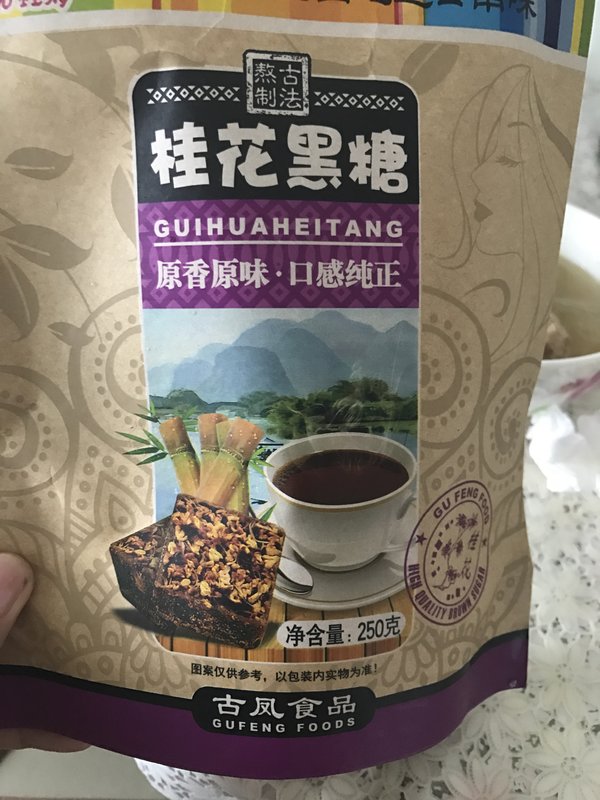 古法
熬制
桂花黑糖
GUIHUAHEITANG
原香原味·口感纯正
GU FENG FOOD
桂花
HIGH QUALITY BROWN SUGAR
净含量：250克
图案仅供参考，以包装内实物为准！
古凤食品
GUFENG FOODS